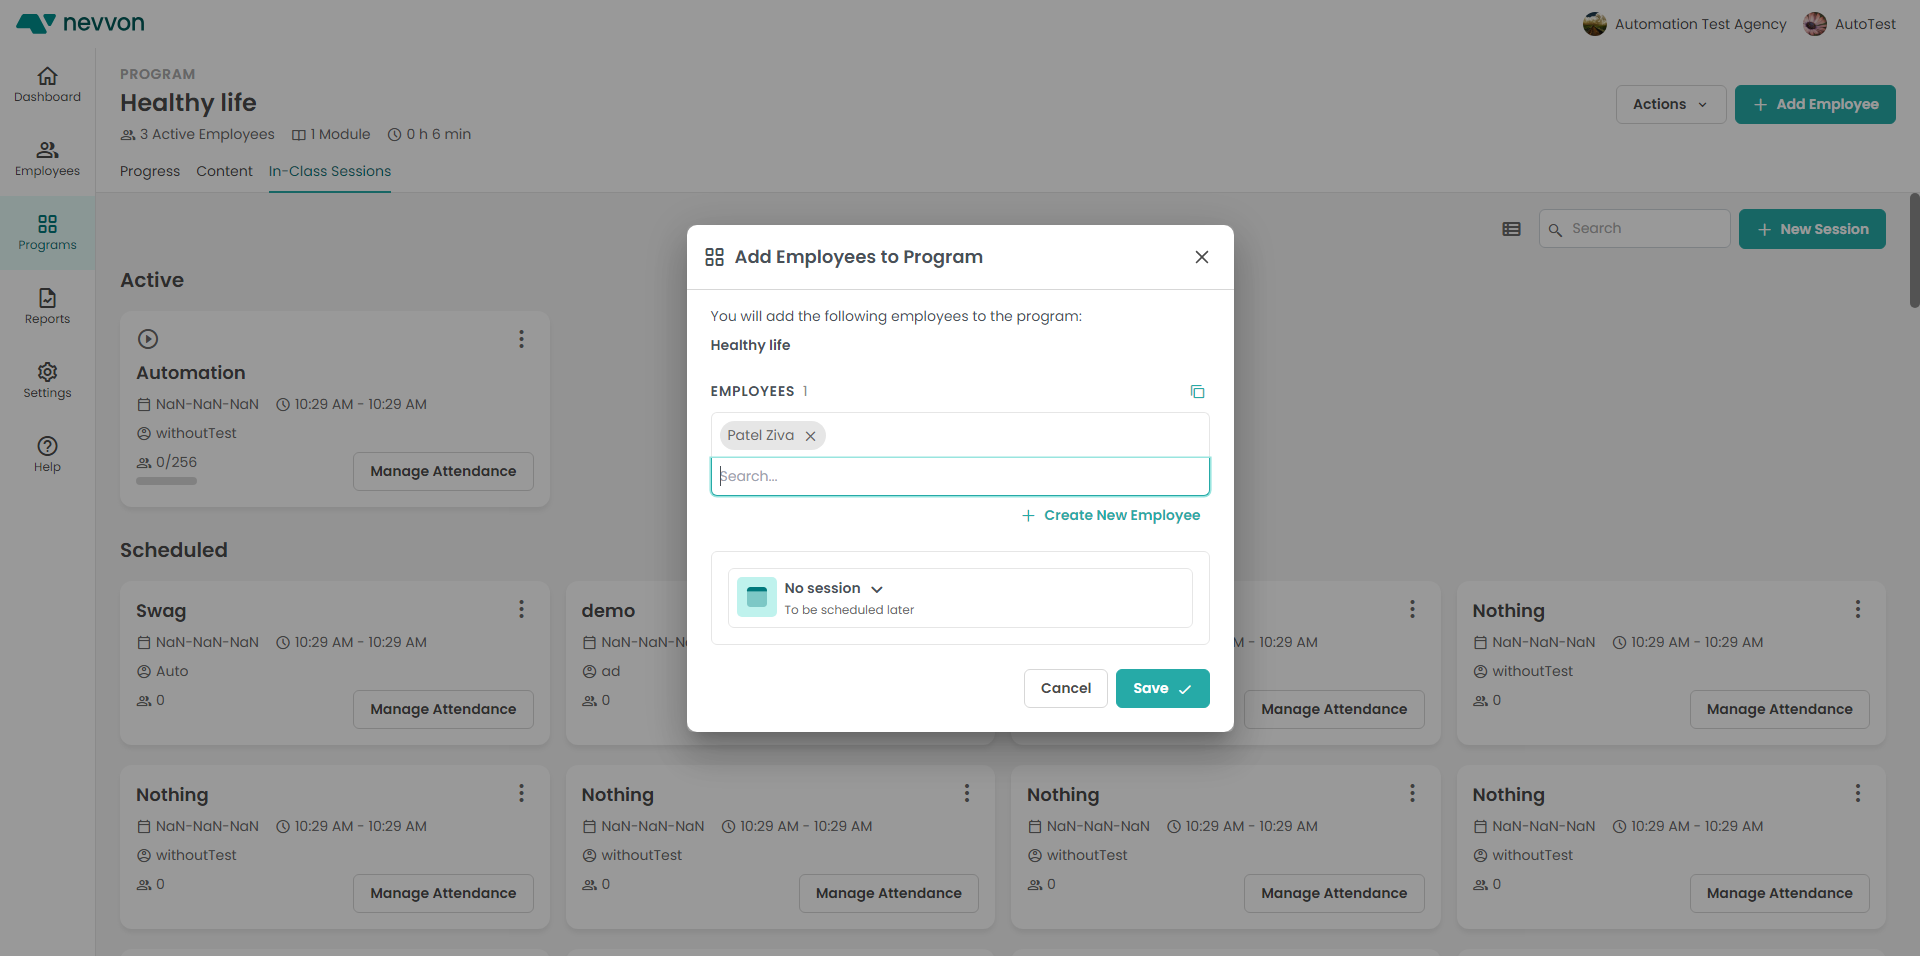 nevvon
Automation Test Agency
AutoTest
Dashboard
Employees
Programs
Reports
Settings
Help
PROGRAM
Healthy life
3 Active Employees 1 Module 0 h 6 min
Actions
Add Employee
Progress Content In-Class Sessions
Search
New Session
Active
Automation
NaN-NaN-NaN 10:29 AM - 10:29 AM
withoutTest
0/256
Manage Attendance
Scheduled
Swag
NaN-NaN-NaN 10:29 AM - 10:29 AM
Auto
0
Manage Attendance
demo
NaN-NaN-N
ad
0
M - 10:29 AM
Manage Attendance
Nothing
NaN-NaN-NaN 10:29 AM - 10:29 AM
withoutTest
0
Manage Attendance
Nothing
NaN-NaN-NaN 10:29 AM - 10:29 AM
withoutTest
0
Manage Attendance
Nothing
NaN-NaN-NaN 10:29 AM - 10:29 AM
withoutTest
0
Manage Attendance
Nothing
NaN-NaN-NaN 10:29 AM - 10:29 AM
withoutTest
0
Manage Attendance
Nothing
NaN-NaN-NaN 10:29 AM - 10:29 AM
withoutTest
0
Manage Attendance
Add Employees to Program
You will add the following employees to the program:
Healthy life
EMPLOYEES 1
Patel Ziva
Search...
Create New Employee
No session
To be scheduled later
Cancel
Save